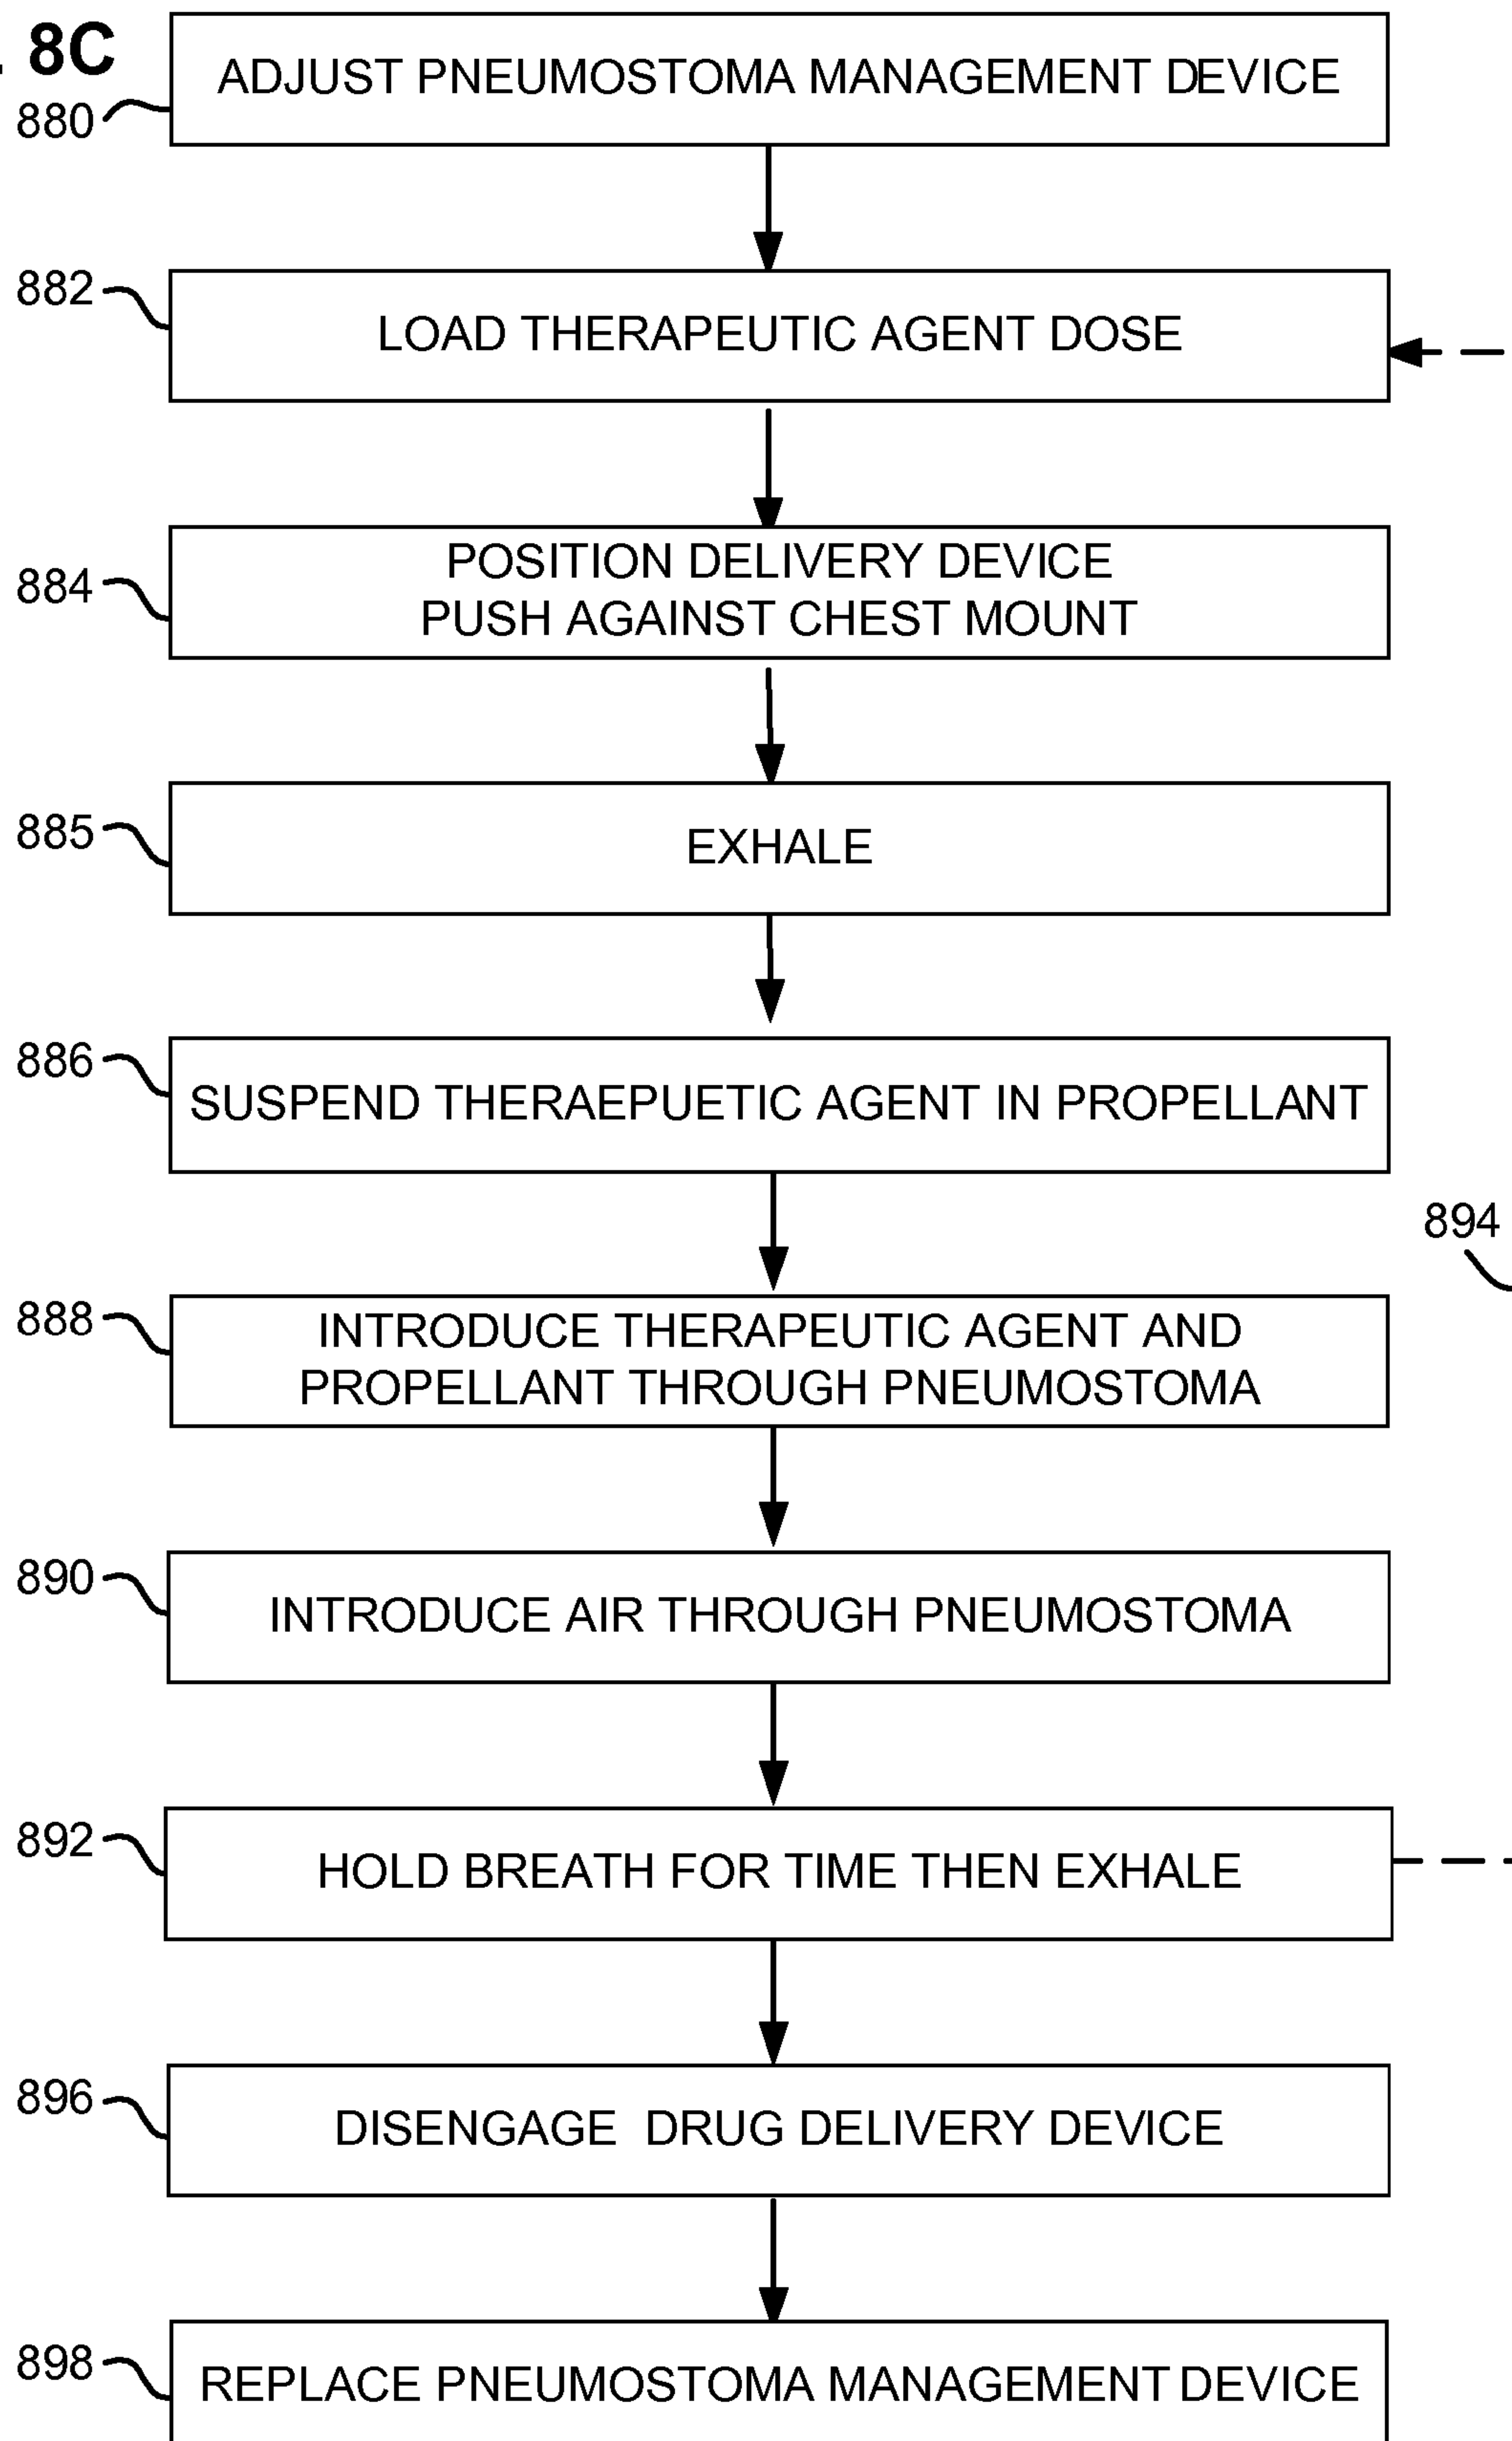 . 8C
880
ADJUST PNEUMOSTOMA MANAGEMENT DEVICE
882
LOAD THERAPEUTIC AGENT DOSE
884
POSITION DELIVERY DEVICE
PUSH AGAINST CHEST MOUNT
885
EXHALE
886
SUSPEND THERAEPUETIC AGENT IN PROPELLANT
894
888
INTRODUCE THERAPEUTIC AGENT AND
PROPELLANT THROUGH PNEUMOSTOMA
890
INTRODUCE AIR THROUGH PNEUMOSTOMA
892
HOLD BREATH FOR TIME THEN EXHALE
896
DISENGAGE DRUG DELIVERY DEVICE
898
REPLACE PNEUMOSTOMA MANAGEMENT DEVICE